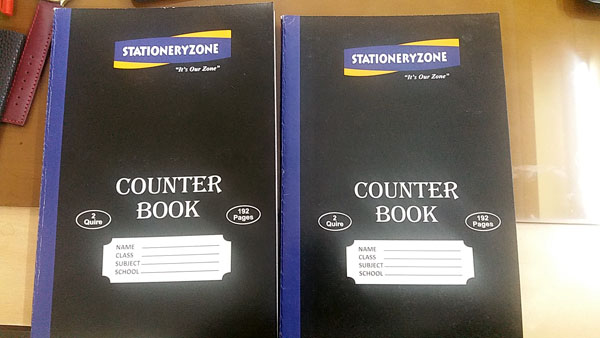 STATIONERYZONE
"It's Our Zone"
COUNTER
BOOK
2
Quire
192
Pages
NAME
CLASS
SUBJECT
SCHOOL
STATIONERYZONE
"It's Our Zone"
COUNTER
BOOK
2
Quire
192
Pages
NAME
CLASS
SUBJECT
SCHOOL